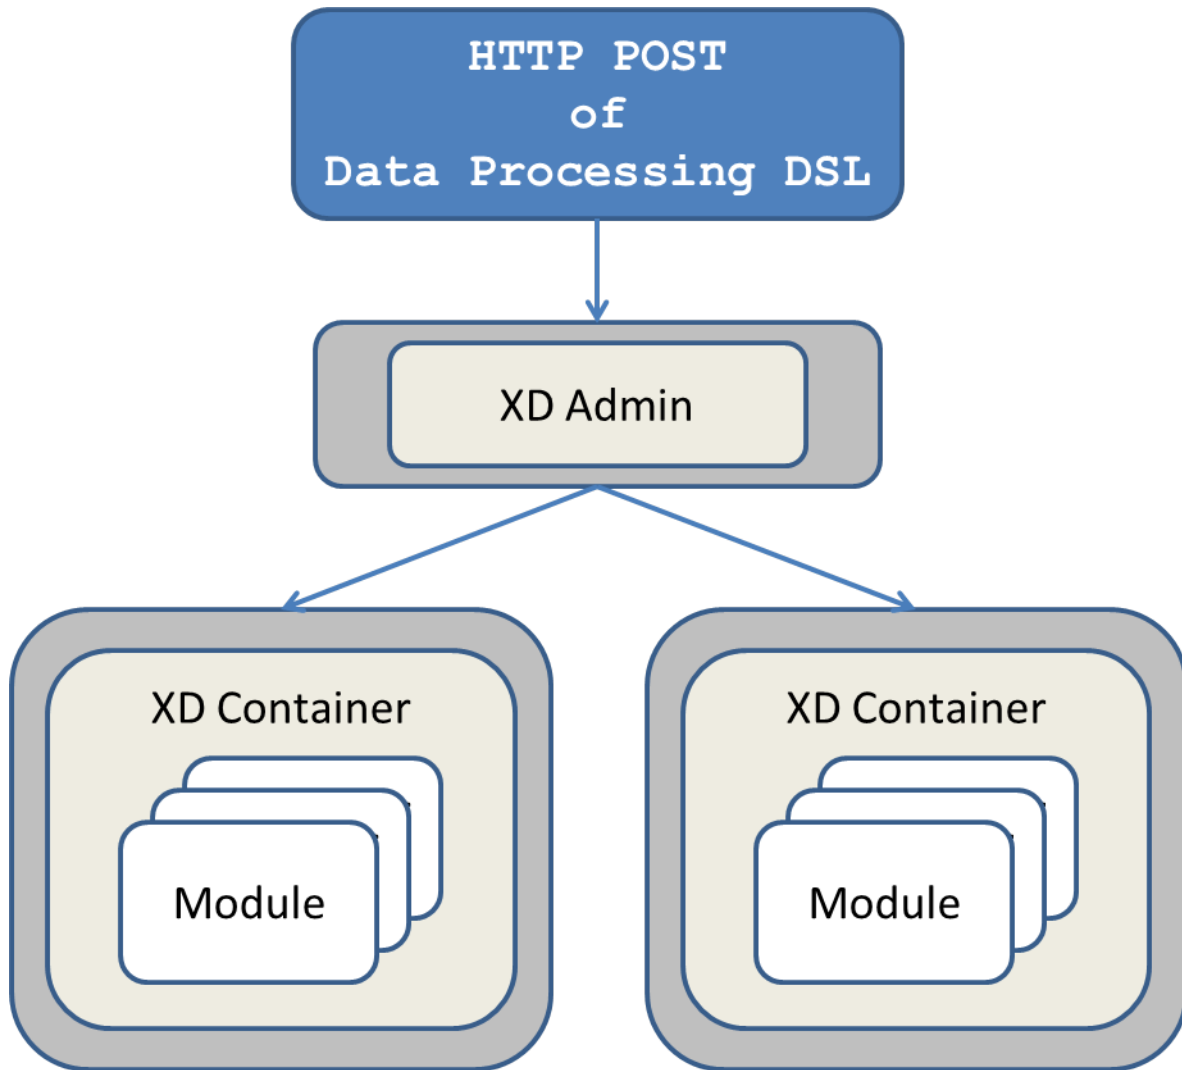 HTTP POST
of
Data Processing DSL
XD Admin
XD Container
XD Container
Module
Module